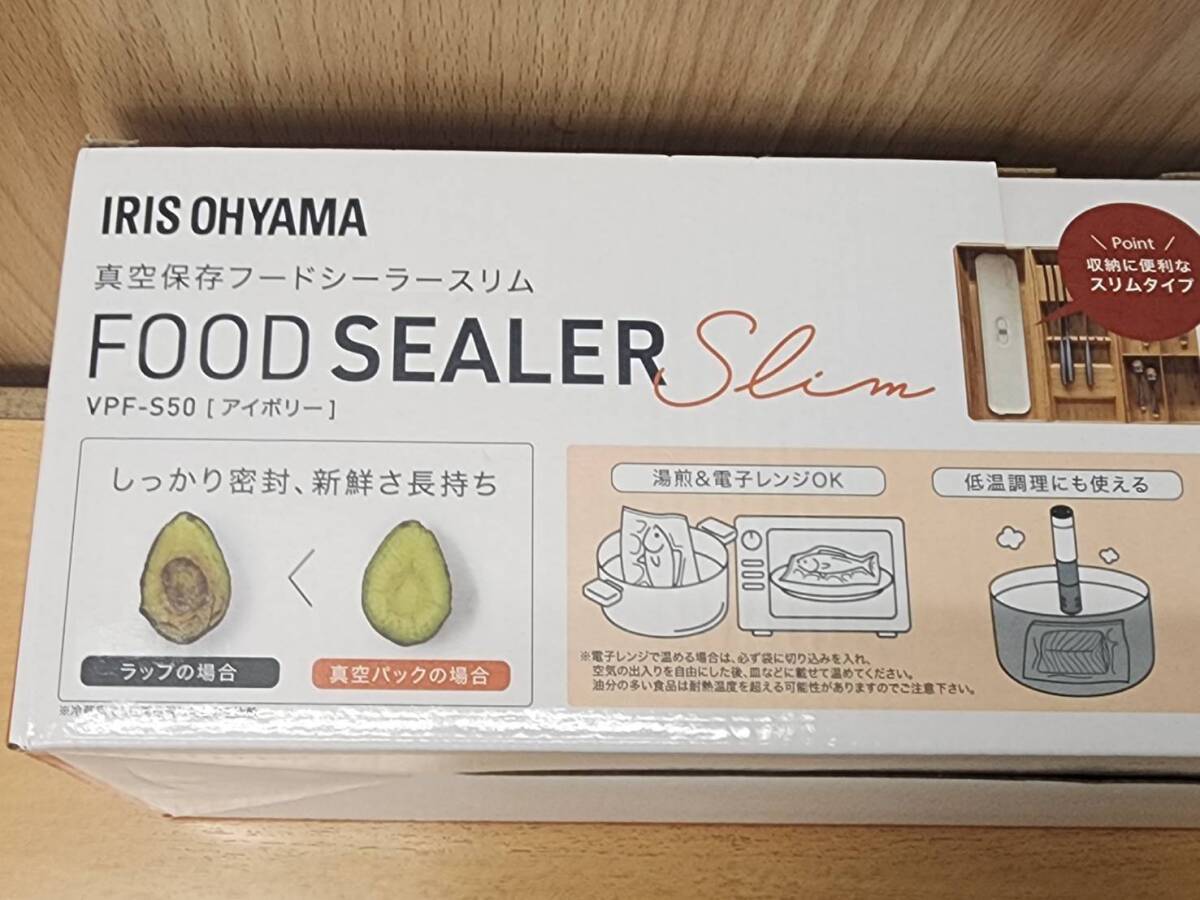 IRIS OHYAMA
真空保存フードシーラースリム
FOOD SEALER Slim
VPF-S50 [アイボリー]
\ Point /
収納に便利な
スリムタイプ
しっかり密封、新鮮さ長持ち
ラップの場合
真空パックの場合
湯煎&電子レンジOK
低温調理にも使える
※電子レンジで温める場合は、必ず袋に切り込みを入れ、
空気の出入りを自由にした後、皿などに載せて温めてください。
油分の多い食品は耐熱温度を超える可能性がありますのでご注意下さい。